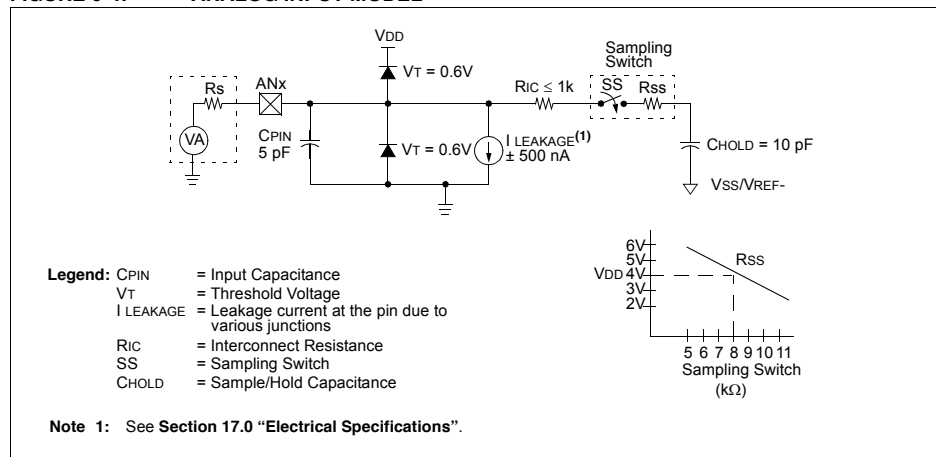 VDD
Sampling
Switch
VT = 0.6V
Rs
ANx
RIC ≤ 1k
SS
RSS
VA
CPIN
5 pF
VT = 0.6V
I LEAKAGE(1)
± 500 nA
CHOLD = 10 pF
VSS/VREF-
6V
5V
VDD 4V
3V
2V
RSS
5 6 7 8 9 10 11
Sampling Switch
(kΩ)
Legend: CPIN = Input Capacitance
VT = Threshold Voltage
I LEAKAGE = Leakage current at the pin due to
various junctions
RIC = Interconnect Resistance
SS = Sampling Switch
CHOLD = Sample/Hold Capacitance
Note 1: See Section 17.0 “Electrical Specifications”.